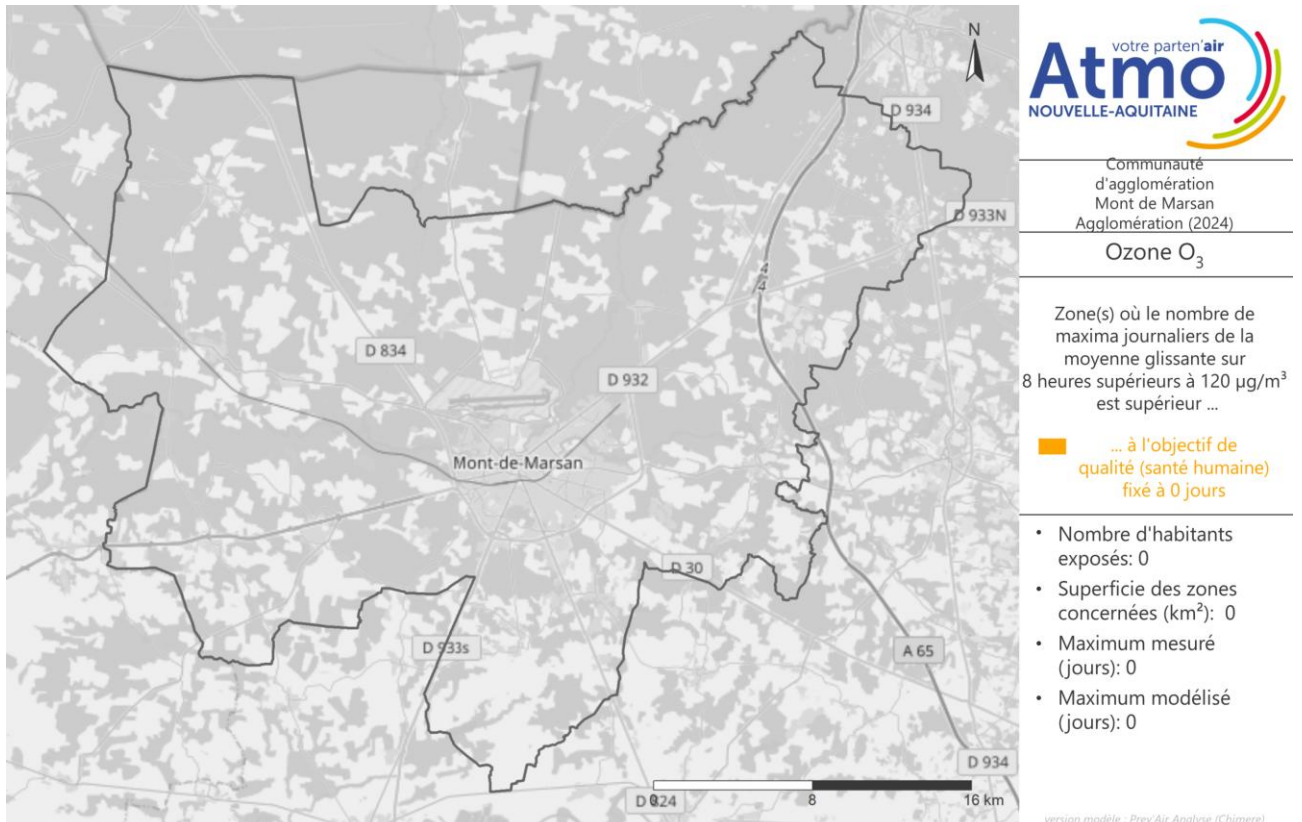 N
D 934
D 933N
44
D 834
D 932
Mont-de-Marsan
D 30
D 933s
A 65
D 934
D 824
0
8
16 km
votre parten'air
Atmo
NOUVELLE-AQUITAINE
Communauté
d'agglomération
Mont de Marsan
Agglomération (2024)
Ozone O₃
Zone(s) où le nombre de
maxima journaliers de la
moyenne glissante sur
8 heures supérieurs à 120 µg/m³
est supérieur ...
... à l'objectif de
qualité (santé humaine)
fixé à 0 jours
• Nombre d'habitants
exposés: 0
• Superficie des zones
concernées (km²): 0
• Maximum mesuré
(jours): 0
• Maximum modélisé
(jours): 0
version modèle : Prev'Air Analyse (Chimere)